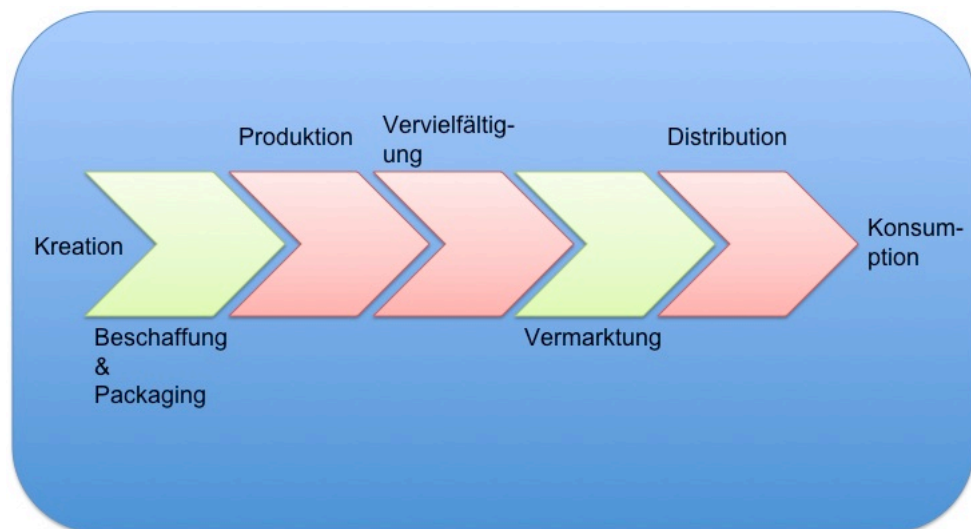 Kreation
Beschaffung
&
Packaging
Produktion
Vervielfältig-
ung
Vermarktung
Distribution
Konsum-
ption